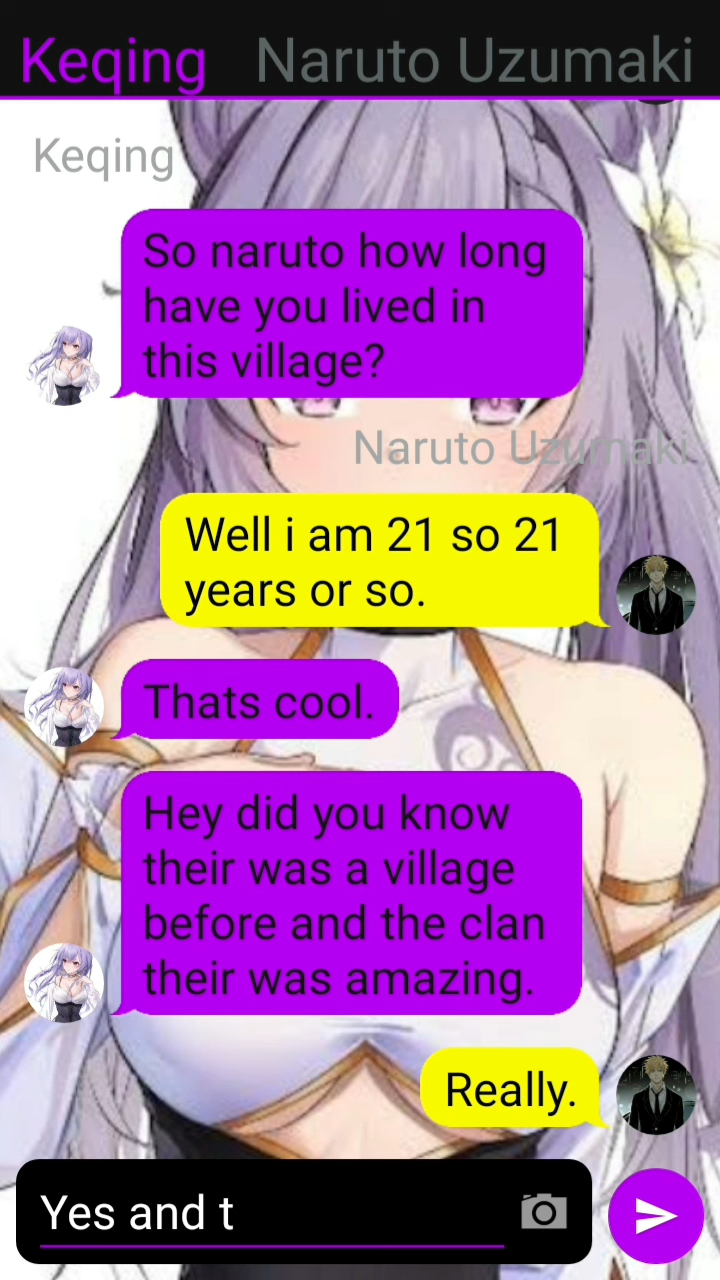 Keqing Naruto Uzumaki
Keqing
So naruto how long
have you lived in
this village?
Naruto Uzumaki
Well i am 21 so 21
years or so.
Thats cool.
Hey did you know
their was a village
before and the clan
their was amazing.
Really.
Yes and t